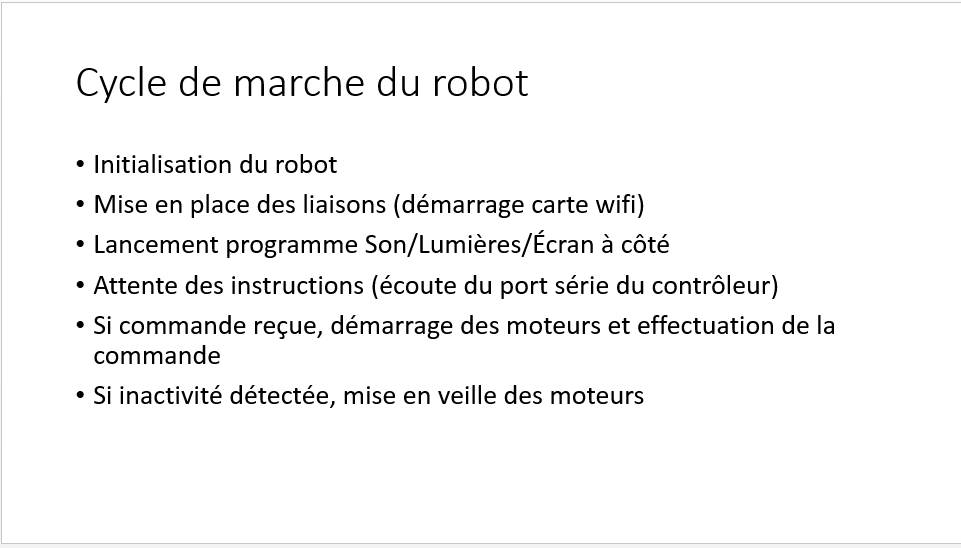 Cycle de marche du robot
• Initialisation du robot
• Mise en place des liaisons (démarrage carte wifi)
• Lancement programme Son/Lumières/Écran à côté
• Attente des instructions (écoute du port série du contrôleur)
• Si commande reçue, démarrage des moteurs et effectuation de la
commande
• Si inactivité détectée, mise en veille des moteurs